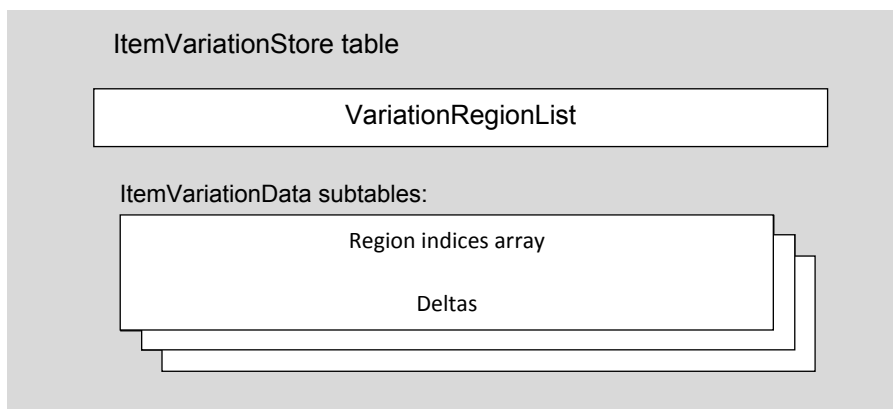 ItemVariationStore table
VariationRegionList
ItemVariationData subtables:
Region indices array
Deltas